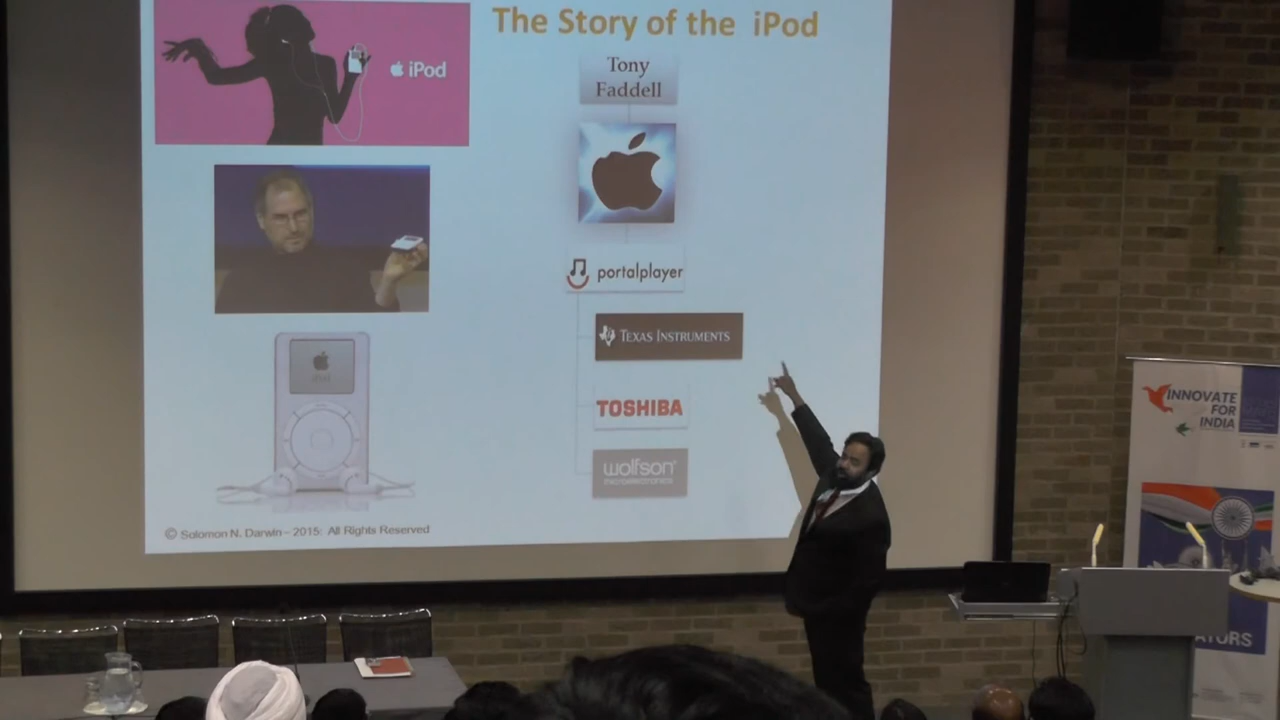 The Story of the iPod
iPod
Tony
Faddell
portalplayer
TEXAS INSTRUMENTS
TOSHIBA
wolfson
microelectronics
© Solomon N. Darwin – 2015: All Rights Reserved
INNOVATE
FOR
INDIA